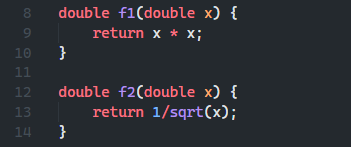 8 double f1(double x) {
9     return x * x;
10 }
11
12 double f2(double x) {
13     return 1/sqrt(x);
14 }